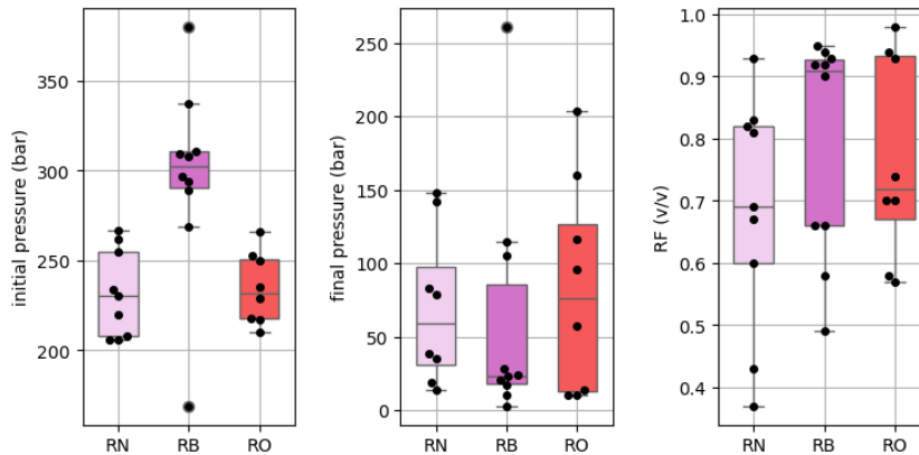 initial pressure (bar)
350
300
250
200
RN RB RO
final pressure (bar)
250
200
150
100
50
0
RN RB RO
RF (v/v)
1.0
0.9
0.8
0.7
0.6
0.5
0.4
RN RB RO